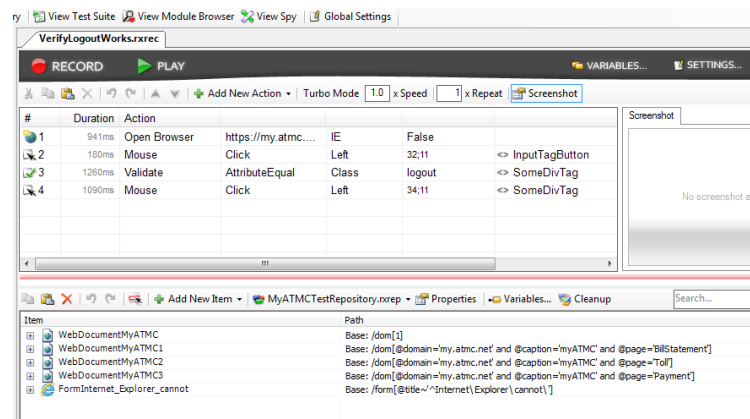 ry View Test Suite View Module Browser View Spy Global Settings
VerifyLogoutWorks.rxrec
RECORD PLAY VARIABLES... SETTINGS...
Add New Action Turbo Mode 1.0 x Speed 1 x Repeat Screenshot
# Duration Action Screenshot
1 941ms Open Browser https://my.atmc.... IE False
2 180ms Mouse Click Left 32;11 <> InputTagButton
3 1260ms Validate AttributeEqual Class logout <> SomeDivTag
4 1090ms Mouse Click Left 34;11 <> SomeDivTag
No screenshot a
Add New Item MyATMCTestRepository.rxrep Properties Variables... Cleanup Search...
Item Path
WebDocumentMyATMC Base: /dom[1]
WebDocumentMyATMC1 Base: /dom[@domain='my.atmc.net' and @caption='myATMC' and @page='BillStatement']
WebDocumentMyATMC2 Base: /dom[@domain='my.atmc.net' and @caption='myATMC' and @page='Toll']
WebDocumentMyATMC3 Base: /dom[@domain='my.atmc.net' and @caption='myATMC' and @page='Payment']
FormInternet_Explorer_cannot Base: /form[@title~'^Internet\ Explorer\ cannot\ ']